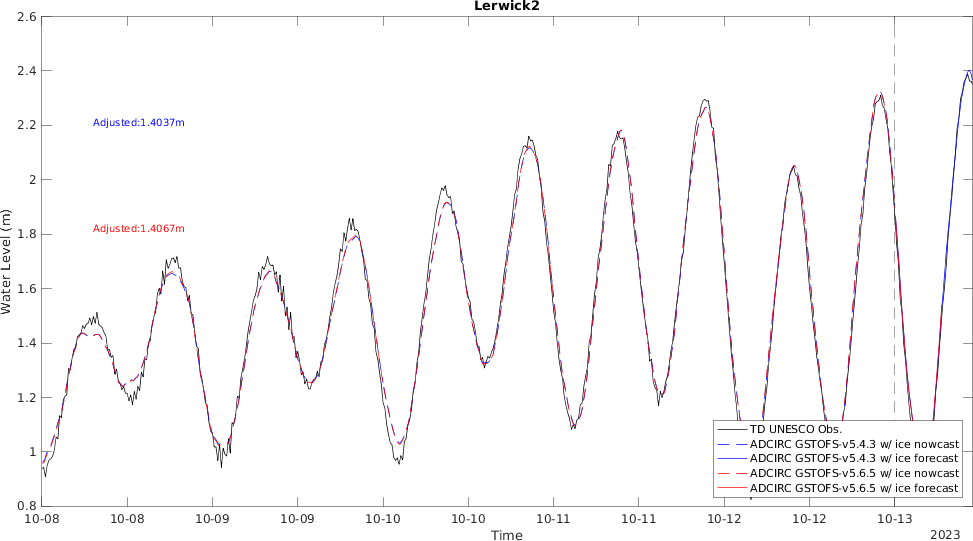 Lerwick2
2.6
2.4
2.2
2
1.8
1.6
1.4
1.2
1
0.8
Water Level (m)
Adjusted:1.4037m
Adjusted:1.4067m
TD UNESCO Obs.
ADCIRC GSTOFS-v5.4.3 w/ ice nowcast
ADCIRC GSTOFS-v5.4.3 w/ ice forecast
ADCIRC GSTOFS-v5.6.5 w/ ice nowcast
ADCIRC GSTOFS-v5.6.5 w/ ice forecast
10-08 10-08 10-09 10-09 10-10 10-10 10-11 10-11 10-12 10-12 10-13
Time
2023